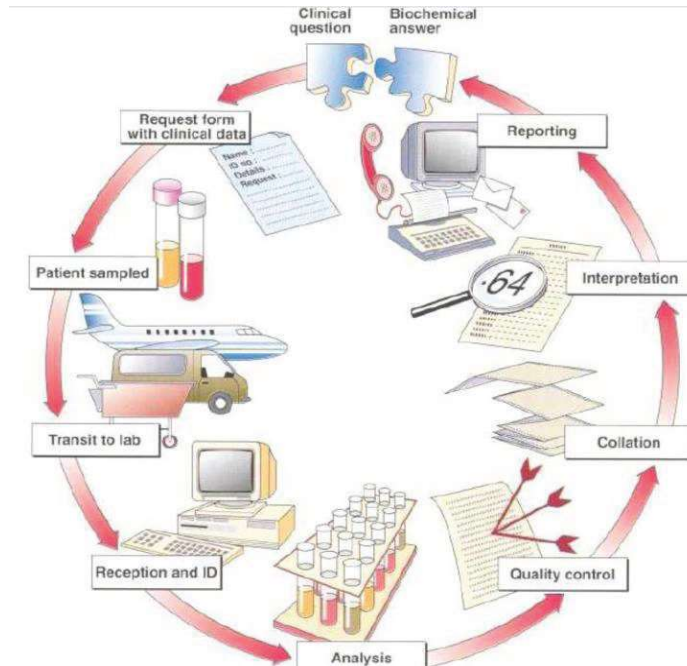 Clinical
question
Biochemical
answer
Request form
with clinical data
Name :
ID no. :
Details :
Request :
Patient sampled
Transit to lab
Reception and ID
Analysis
Quality control
Collation
.64
Interpretation
Reporting